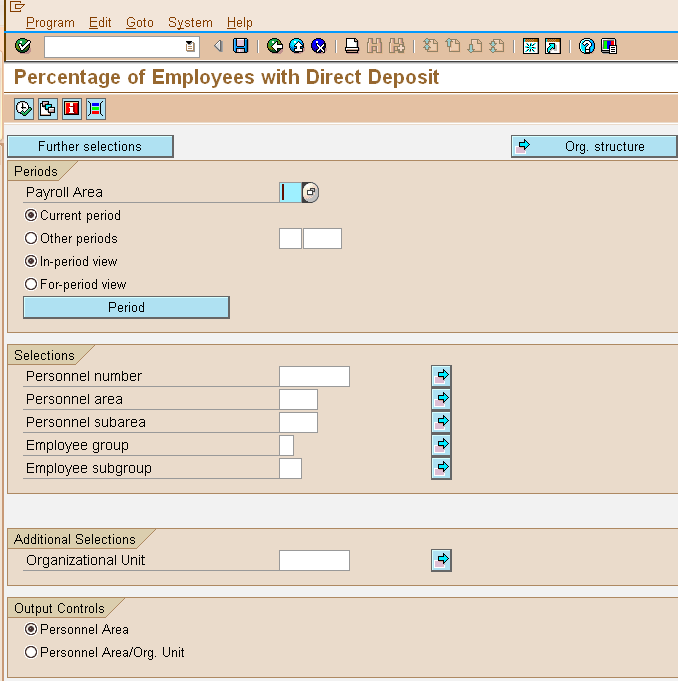 Program Edit Goto System Help
Percentage of Employees with Direct Deposit
Further selections
Org. structure
Periods
Payroll Area
Current period
Other periods
In-period view
For-period view
Period
Selections
Personnel number
Personnel area
Personnel subarea
Employee group
Employee subgroup
Additional Selections
Organizational Unit
Output Controls
Personnel Area
Personnel Area/Org. Unit